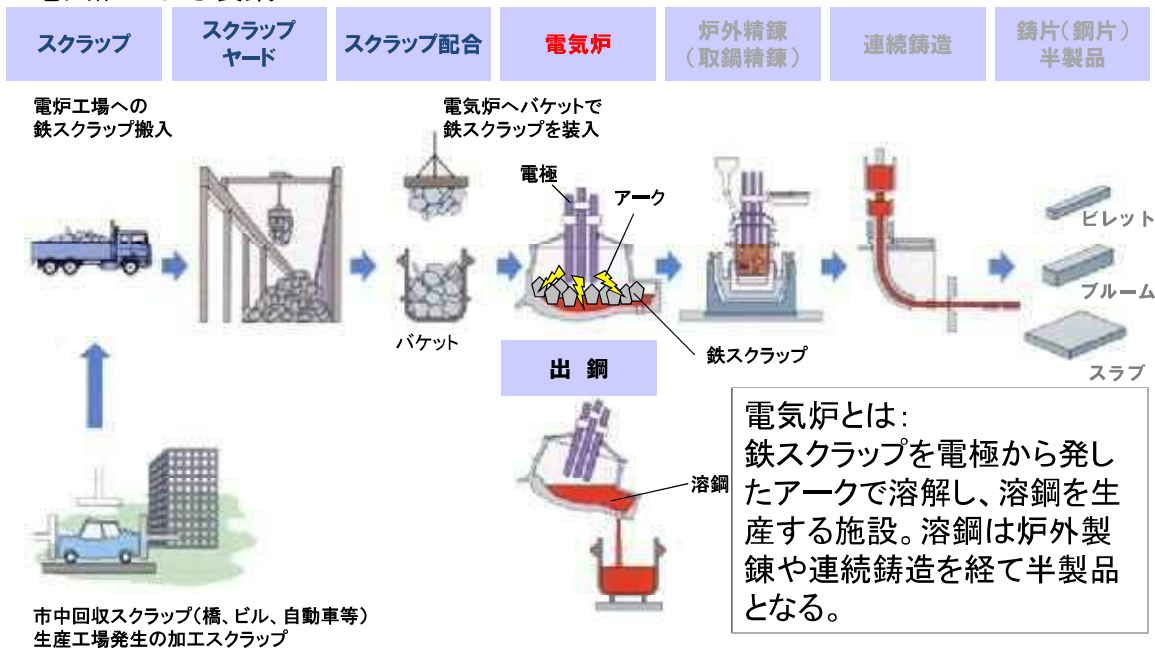 スクラップ
スクラップ
ヤード
スクラップ配合
電気炉
炉外精錬
（取鍋精錬）
連続鋳造
鋳片（鋼片）
半製品
電炉工場への
鉄スクラップ搬入
電気炉へバケットで
鉄スクラップを装入
電極
アーク
ビレット
ブルーム
スラブ
バケット
鉄スクラップ
出 鋼
溶鋼
電気炉とは：
鉄スクラップを電極から発し
たアークで溶解し、溶鋼を生
産する施設。溶鋼は炉外製
錬や連続鋳造を経て半製品
となる。
市中回収スクラップ（橋、ビル、自動車等）
生産工場発生の加工スクラップ